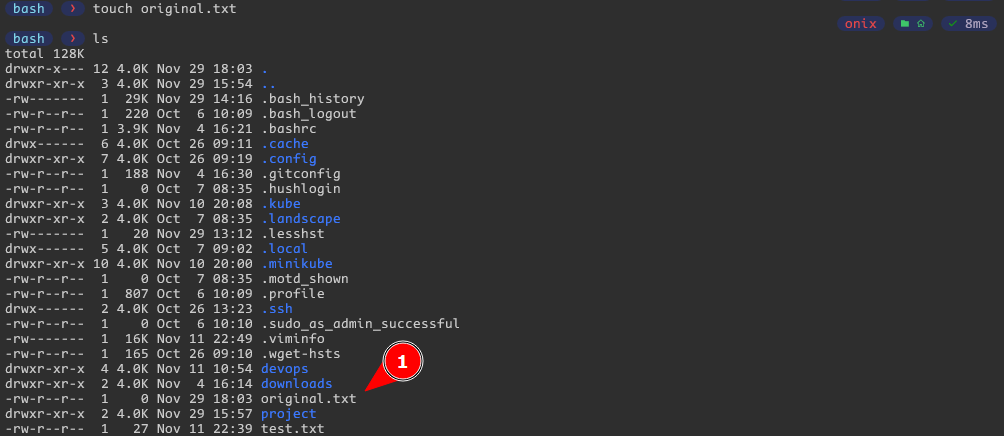 bash ❯ touch original.txt
onix ✓ 8ms
bash ❯ ls
total 128K
drwxr-x--- 12 4.0K Nov 29 18:03 .
drwxr-xr-x  3 4.0K Nov 29 15:54 ..
-rw-------  1  29K Nov 29 14:16 .bash_history
-rw-r--r--  1  220 Oct  6 10:09 .bash_logout
-rw-r--r--  1 3.9K Nov  4 16:21 .bashrc
drwx------  6 4.0K Oct 26 09:11 .cache
drwxr-xr-x  7 4.0K Oct 26 09:19 .config
-rw-r--r--  1  188 Nov  4 16:30 .gitconfig
-rw-r--r--  1    0 Oct  7 08:35 .hushlogin
drwxr-xr-x  3 4.0K Nov 10 20:08 .kube
drwxr-xr-x  2 4.0K Oct  7 08:35 .landscape
-rw-------  1   20 Nov 29 13:12 .lesshst
drwx------  5 4.0K Oct  7 09:02 .local
drwxr-xr-x 10 4.0K Nov 10 20:00 .minikube
-rw-r--r--  1    0 Oct  7 08:35 .motd_shown
-rw-r--r--  1  807 Oct  6 10:09 .profile
drwx------  2 4.0K Oct 26 13:23 .ssh
-rw-r--r--  1    0 Oct  6 10:10 .sudo_as_admin_successful
-rw-------  1  16K Nov 11 22:49 .viminfo
-rw-r--r--  1  165 Oct 26 09:10 .wget-hsts
1
drwxr-xr-x  4 4.0K Nov 11 10:54 devops
drwxr-xr-x  2 4.0K Nov  4 16:14 downloads
-rw-r--r--  1    0 Nov 29 18:03 original.txt
drwxr-xr-x  2 4.0K Nov 29 15:57 project
-rw-r--r--  1   27 Nov 11 22:39 test.txt